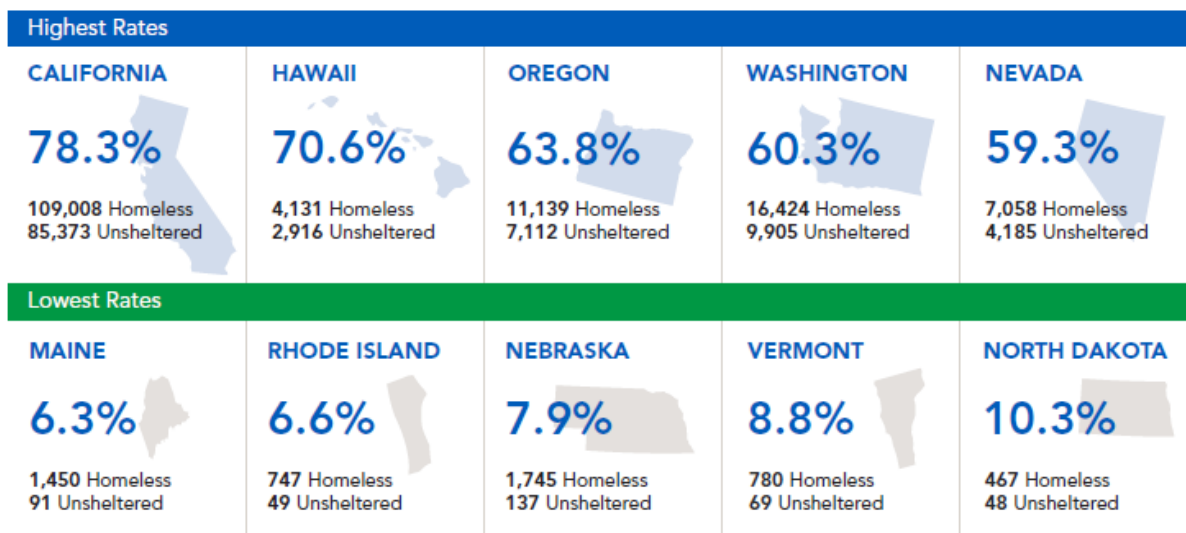 Highest Rates
CALIFORNIA
78.3%
109,008 Homeless
85,373 Unsheltered
HAWAII
70.6%
4,131 Homeless
2,916 Unsheltered
OREGON
63.8%
11,139 Homeless
7,112 Unsheltered
WASHINGTON
60.3%
16,424 Homeless
9,905 Unsheltered
NEVADA
59.3%
7,058 Homeless
4,185 Unsheltered
Lowest Rates
MAINE
6.3%
1,450 Homeless
91 Unsheltered
RHODE ISLAND
6.6%
747 Homeless
49 Unsheltered
NEBRASKA
7.9%
1,745 Homeless
137 Unsheltered
VERMONT
8.8%
780 Homeless
69 Unsheltered
NORTH DAKOTA
10.3%
467 Homeless
48 Unsheltered